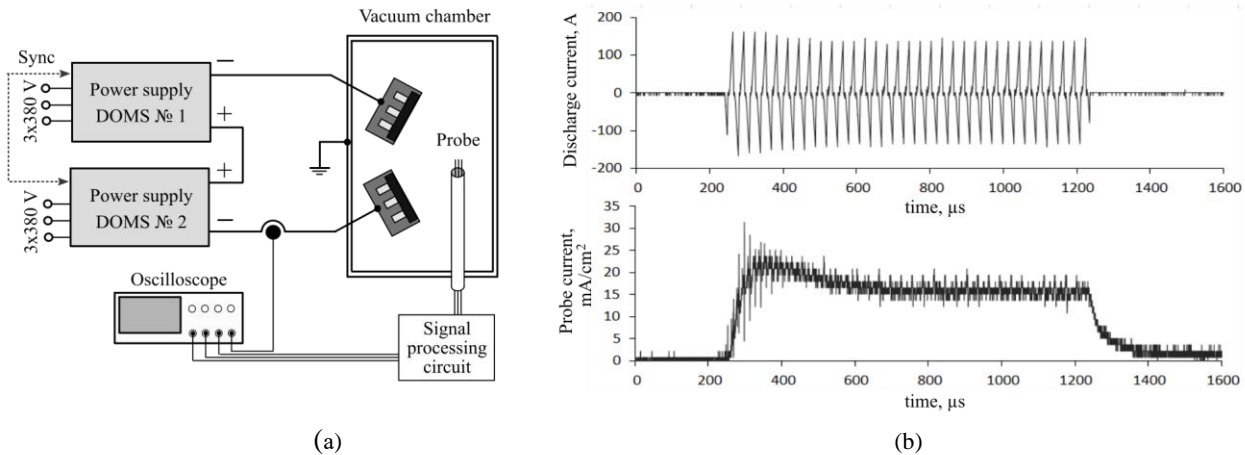 Vacuum chamber
Sync
3x380 V
Power supply
DOMS № 1
−
+
Probe
3x380 V
Power supply
DOMS № 2
+
−
Oscilloscope
Signal
processing
circuit
(a)
Discharge current, A
200
100
0
-100
-200
0 200 400 600 800 1000 1200 1400 1600
time, µs
Probe current,
mA/cm²
35
30
25
20
15
10
5
0
0 200 400 600 800 1000 1200 1400 1600
time, µs
(b)